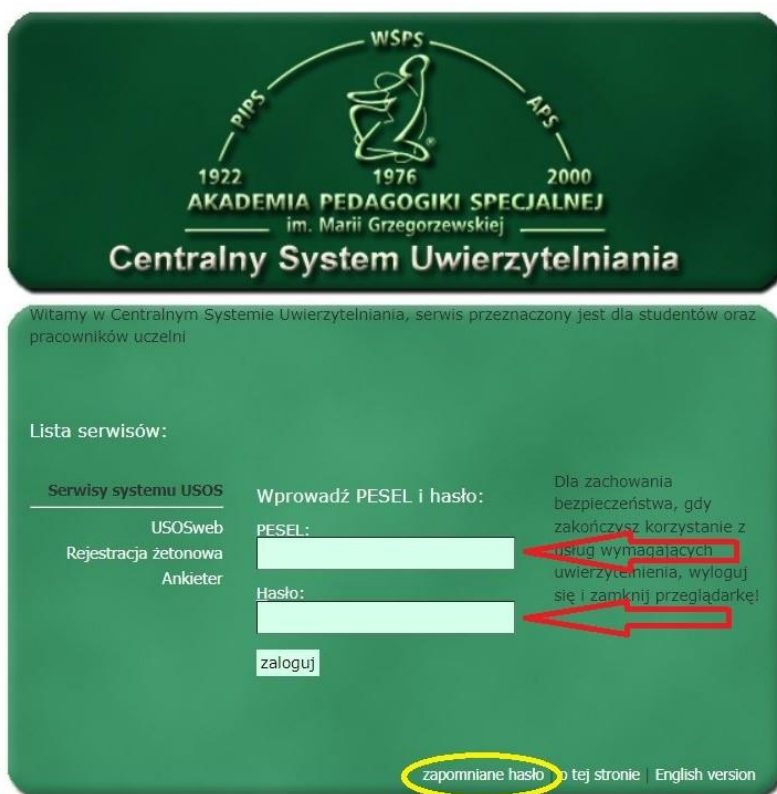 WSPS
PIPS
APS
1922
1976
2000
AKADEMIA PEDAGOGIKI SPECJALNEJ
im. Marii Grzegorzewskiej
Centralny System Uwierzytelniania
Witamy w Centralnym Systemie Uwierzytelniania, serwis przeznaczony jest dla studentów oraz
pracowników uczelni
Lista serwisów:
Serwisy systemu USOS
USOSweb
Rejestracja żetonowa
Ankieter
Wprowadź PESEL i hasło:
PESEL:
Hasło:
zaloguj
Dla zachowania
bezpieczeństwa, gdy
zakończysz korzystanie z
usług wymagających
uwierzytelnienia, wyloguj
się i zamknij przeglądarkę!
zapomniane hasło | o tej stronie | English version